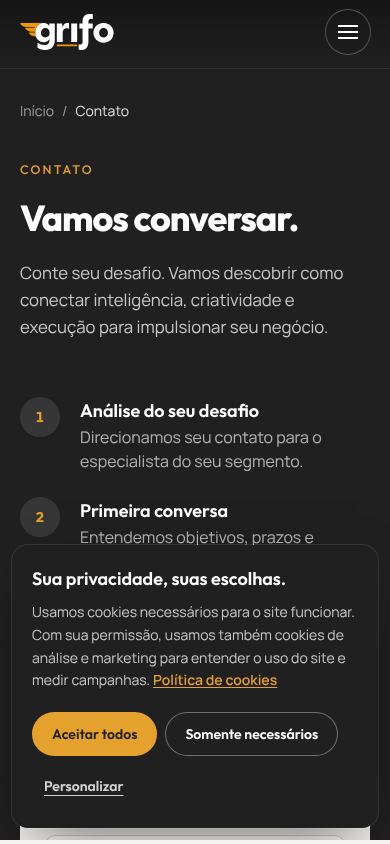 grifo
Início / Contato
CONTATO
Vamos conversar.
Conte seu desafio. Vamos descobrir como
conectar inteligência, criatividade e
execução para impulsionar seu negócio.
1
Análise do seu desafio
Direcionamos seu contato para o
especialista do seu segmento.
2
Primeira conversa
Entendemos objetivos, prazos e
Sua privacidade, suas escolhas.
Usamos cookies necessários para o site funcionar.
Com sua permissão, usamos também cookies de
análise e marketing para entender o uso do site e
medir campanhas. Política de cookies
Aceitar todos
Somente necessários
Personalizar